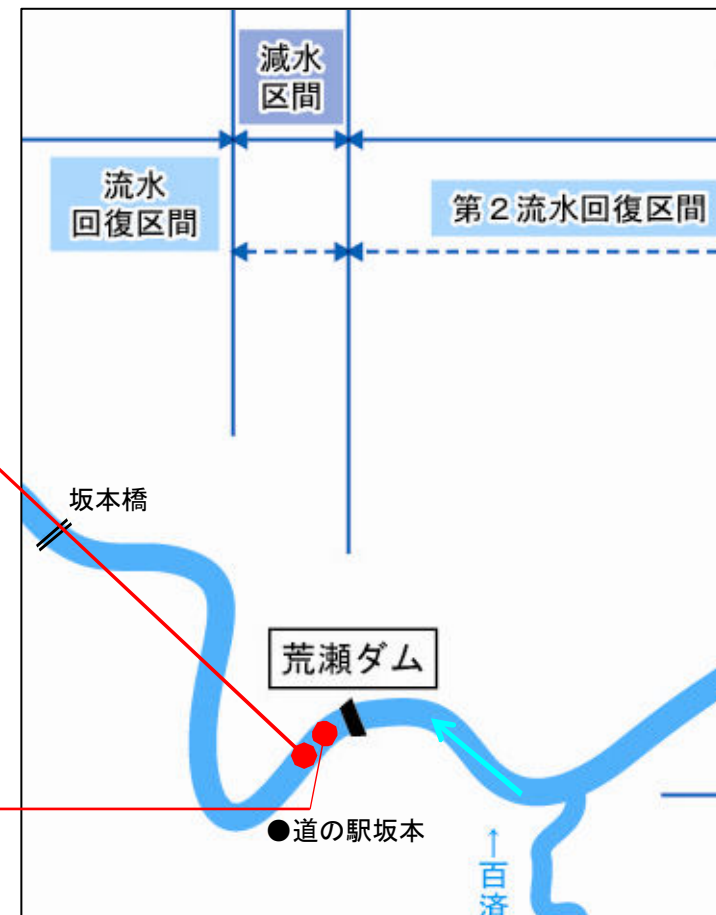 減水
区間
流水
回復区間
第２流水回復区間
坂本橋
荒瀬ダム
●道の駅坂本
←百済